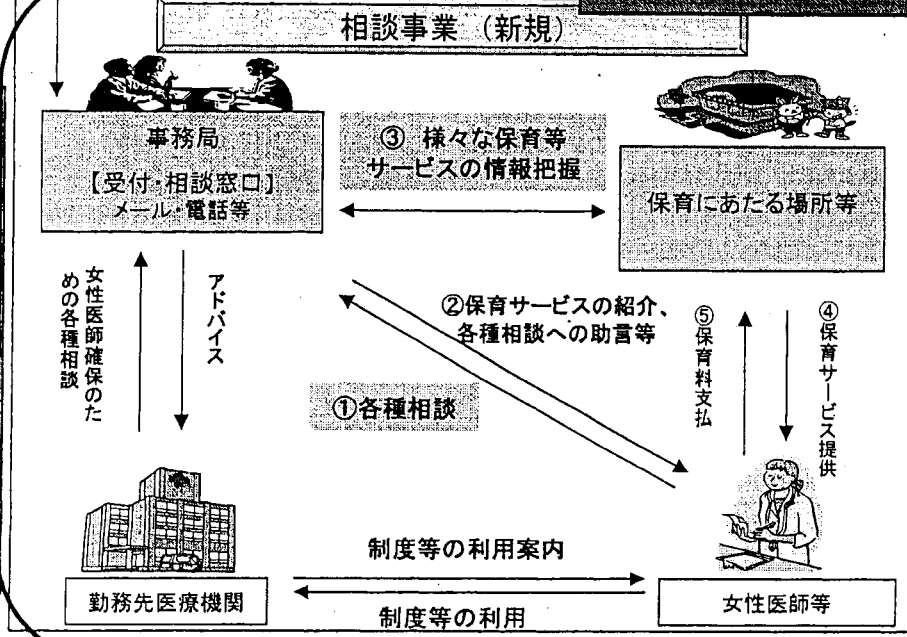 相談事業（新規）
事務局
【受付・相談窓口】
メール・電話等
③ 様々な保育等
サービスの情報把握
保育にあたる場所等
女性医師確保のた
めの各種相談
アドバイス
②保育サービスの紹介、
各種相談への助言等
①各種相談
⑤保育料支払
④保育サービス提供
制度等の利用案内
勤務先医療機関
制度等の利用
女性医師等